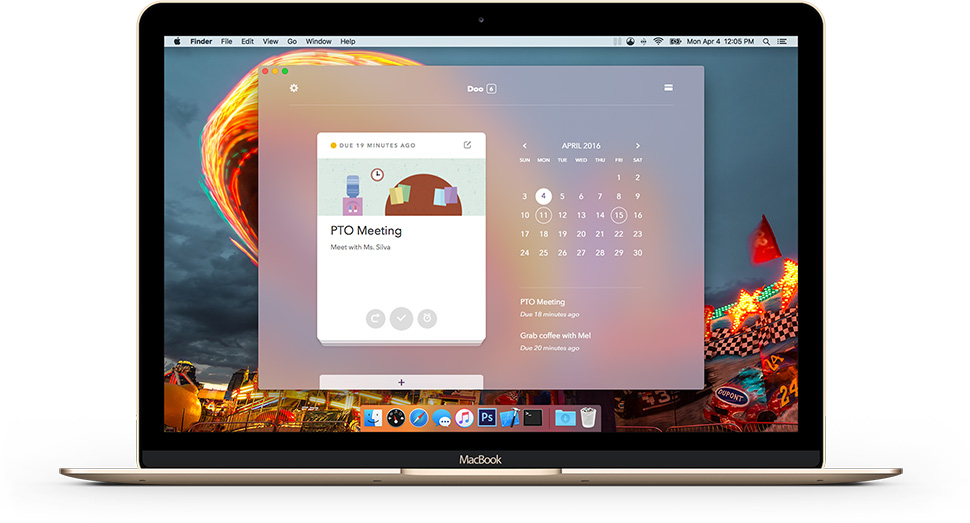 Finder File Edit View Go Window Help
Mon Apr 4 12:05 PM
Doo 6
DUE 19 MINUTES AGO
PTO Meeting
Meet with Ms. Silva
+
APRIL 2016
SUN MON TUE WED THU FRI SAT
1 2
3 4 5 6 7 8 9
10 11 12 13 14 15 16
17 18 19 20 21 22 23
24 25 26 27 28 29 30
PTO Meeting
Due 18 minutes ago
Grab coffee with Mel
Due 20 minutes ago
DUPONT
24
24
Ps
MacBook